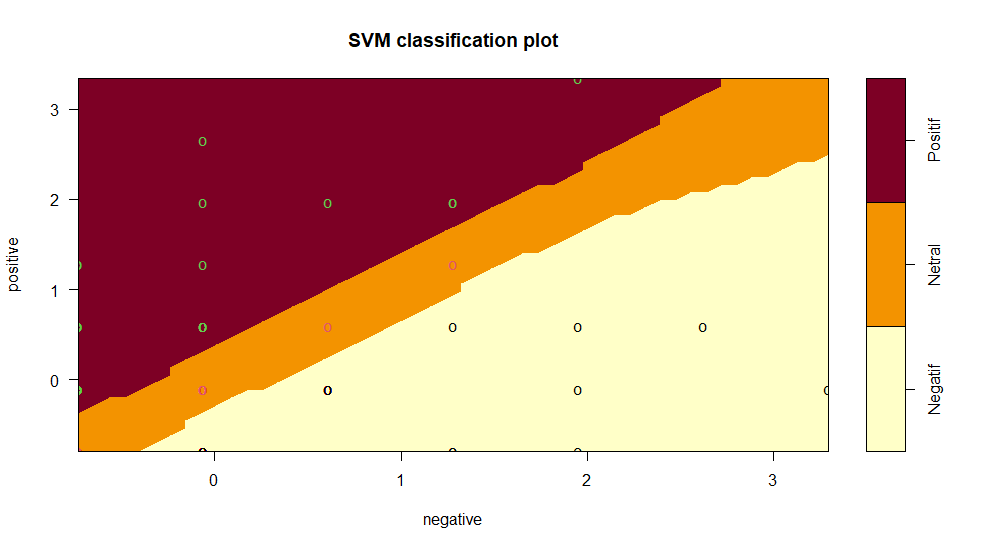 SVM classification plot
positive
3
2
1
0
0
1
2
3
negative
Positif
Netral
Negatif